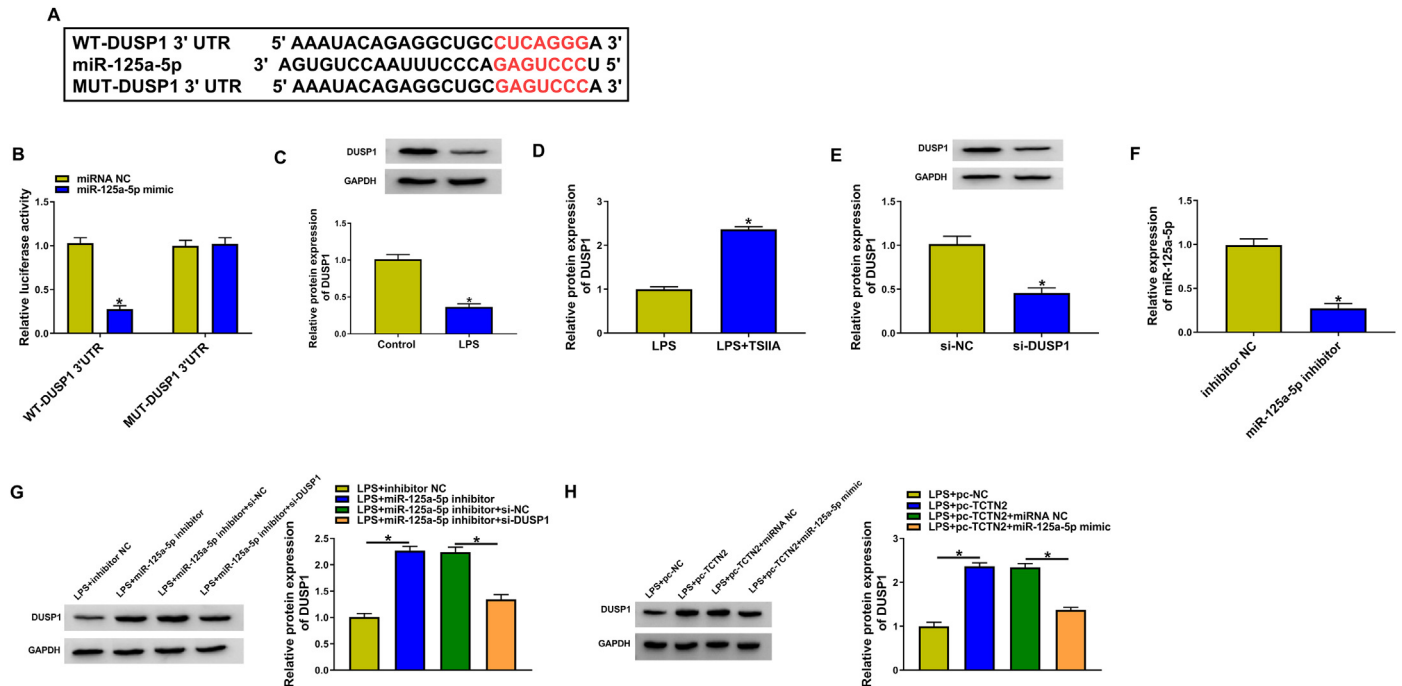 A
WT-DUSP1 3' UTR 5' AAAUACAGAGGCUGCCUCAGGGA 3'
miR-125a-5p 3' AGUGUCCAAUUUCCCAGAGUCCCU 5'
MUT-DUSP1 3' UTR 5' AAAUACAGAGGCUGCGAGUCCCA 3'
B
miRNA NC
miR-125a-5p mimic
Relative luciferase activity
1.5
1.0
0.5
0.0
*
WT-DUSP1 3'UTR
MUT-DUSP1 3'UTR
C
DUSP1
GAPDH
Relative protein expression
of DUSP1
1.5
1.0
0.5
0.0
*
Control LPS
D
Relative protein expression
of DUSP1
3
2
1
0
*
LPS LPS+TSIIA
E
DUSP1
GAPDH
Relative protein expression
of DUSP1
1.5
1.0
0.5
0.0
*
si-NC si-DUSP1
F
Relative expression
of miR-125a-5p
1.5
1.0
0.5
0.0
*
inhibitor NC
miR-125a-5p inhibitor
G
LPS+inhibitor NC
LPS+miR-125a-5p inhibitor
LPS+miR-125a-5p inhibitor+si-NC
LPS+miR-125a-5p inhibitor+si-DUSP1
DUSP1
GAPDH
LPS+inhibitor NC
LPS+miR-125a-5p inhibitor
LPS+miR-125a-5p inhibitor+si-NC
LPS+miR-125a-5p inhibitor+si-DUSP1
Relative protein expression
of DUSP1
2.5
2.0
1.5
1.0
0.5
0.0
* *
H
LPS+pc-NC
LPS+pc-TCTN2
LPS+pc-TCTN2+miRNA NC
LPS+pc-TCTN2+miR-125a-5p mimic
DUSP1
GAPDH
LPS+pc-NC
LPS+pc-TCTN2
LPS+pc-TCTN2+miRNA NC
LPS+pc-TCTN2+miR-125a-5p mimic
Relative protein expression
of DUSP1
3
2
1
0
* *